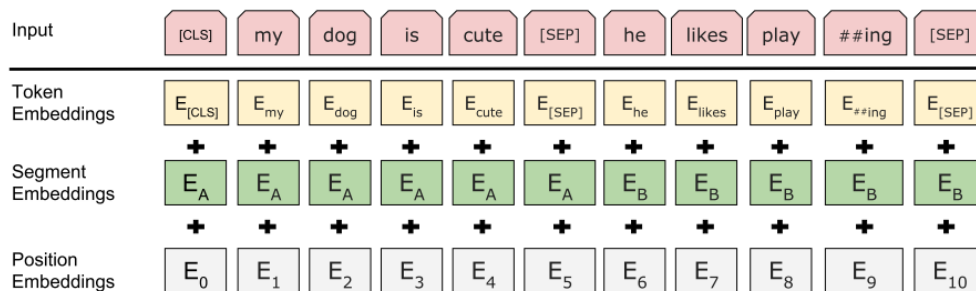 Input [CLS] my dog is cute [SEP] he likes play ##ing [SEP]
Token Embeddings E[CLS] Emy Edog Eis Ecute E[SEP] Ehe Elikes Eplay E##ing E[SEP]
+ + + + + + + + + + +
Segment Embeddings EA EA EA EA EA EA EB EB EB EB EB
+ + + + + + + + + + +
Position Embeddings E0 E1 E2 E3 E4 E5 E6 E7 E8 E9 E10